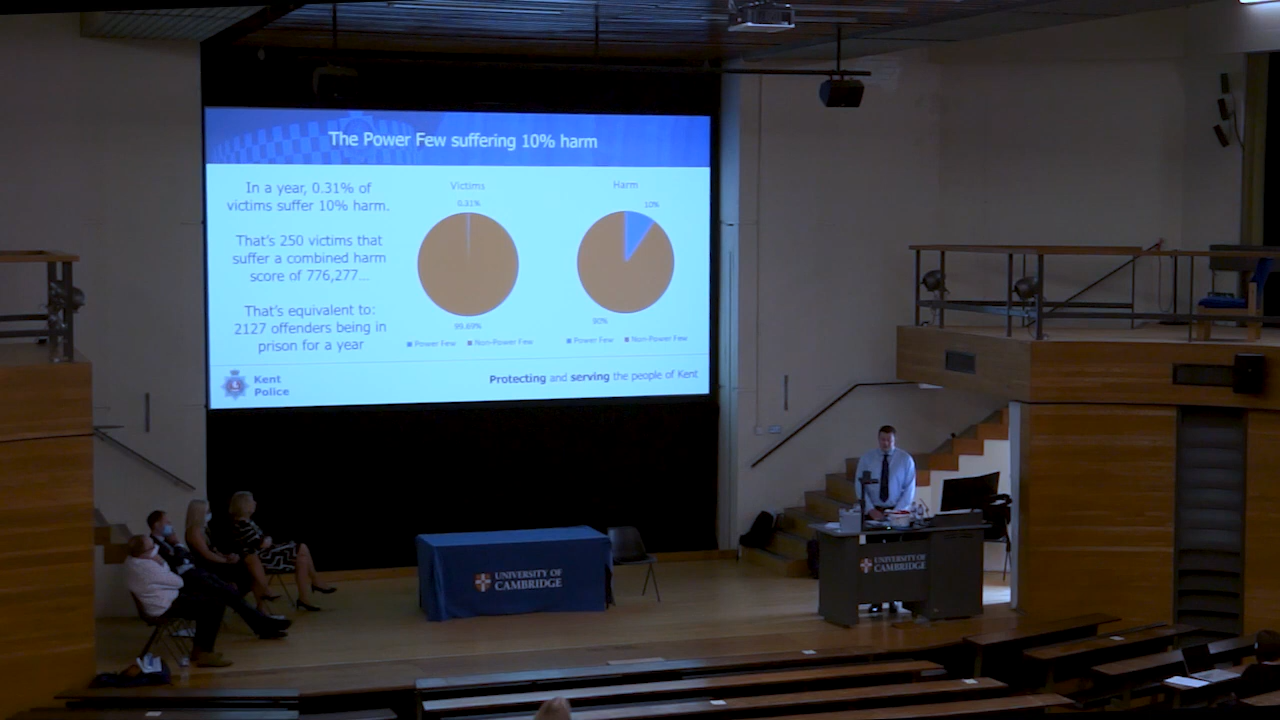 The Power Few suffering 10% harm
In a year, 0.31% of
victims suffer 10% harm.
That's 250 victims that
suffer a combined harm
score of 776,277...
That's equivalent to:
2127 offenders being in
prison for a year
Victims
0.31%
99.69%
Power Few Non-Power Few
Harm
10%
90%
Power Few Non-Power Few
Kent
Police
Protecting and serving the people of Kent
UNIVERSITY OF
CAMBRIDGE
UNIVERSITY OF
CAMBRIDGE